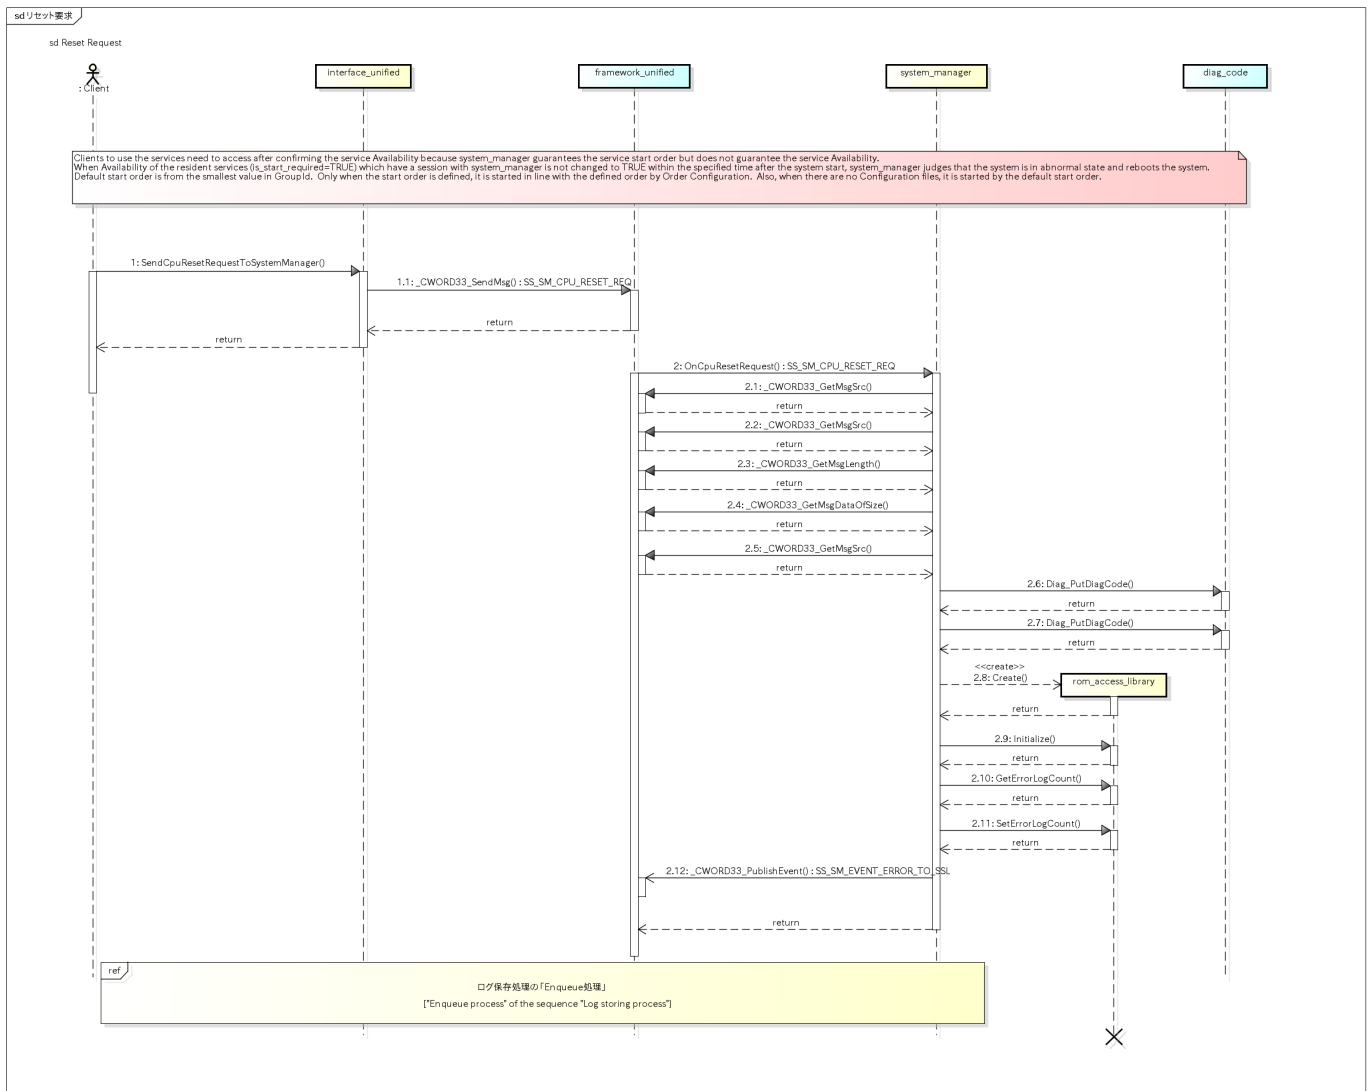 sd リセット要求
sd Reset Request
: Client
interface_unified
framework_unified
system_manager
diag_code
Clients to use the services need to access after confirming the service Availability because system_manager guarantees the service start order but does not guarantee the service Availability.
When Availability of the resident services (is_start_required=TRUE) which have a session with system_manager is not changed to TRUE within the specified time after the system start, system_manager judges that the system is in abnormal state and reboots the system.
Default start order is from the smallest value in GroupId.  Only when the start order is defined, it is started in line with the defined order by Order Configuration.  Also, when there are no Configuration files, it is started by the default start order.
1: SendCpuResetRequestToSystemManager()
1.1: _CWORD33_SendMsg() : SS_SM_CPU_RESET_REQ
return
return
2: OnCpuResetRequest() : SS_SM_CPU_RESET_REQ
2.1: _CWORD33_GetMsgSrc()
return
2.2: _CWORD33_GetMsgSrc()
return
2.3: _CWORD33_GetMsgLength()
return
2.4: _CWORD33_GetMsgDataOfSize()
return
2.5: _CWORD33_GetMsgSrc()
return
2.6: Diag_PutDiagCode()
return
2.7: Diag_PutDiagCode()
return
<<create>>
2.8: Create()
rom_access_library
return
2.9: Initialize()
return
2.10: GetErrorLogCount()
return
2.11: SetErrorLogCount()
return
2.12: _CWORD33_PublishEvent() : SS_SM_EVENT_ERROR_TO_SSL
return
ref
ログ保存処理の「Enqueue処理」
["Enqueue process" of the sequence "Log storing process"]